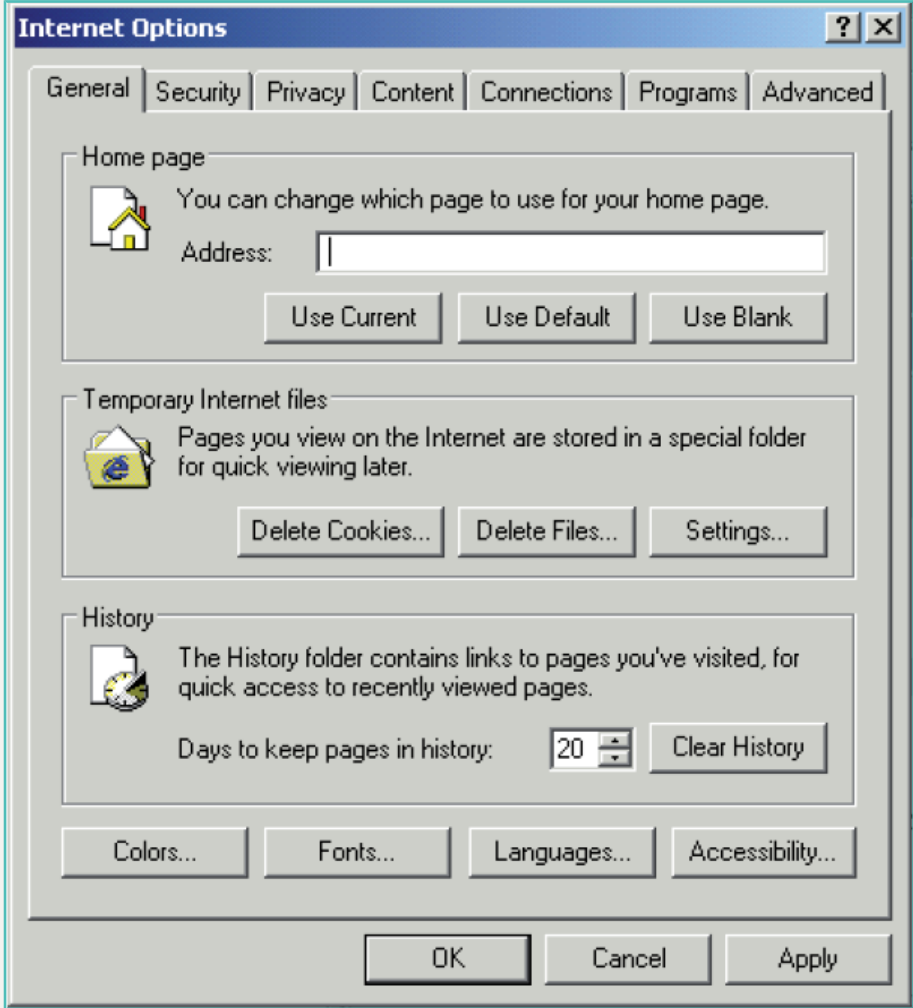 Internet Options
General Security Privacy Content Connections Programs Advanced
Home page
You can change which page to use for your home page.
Address:
Use Current Use Default Use Blank
Temporary Internet files
Pages you view on the Internet are stored in a special folder
for quick viewing later.
Delete Cookies... Delete Files... Settings...
History
The History folder contains links to pages you've visited, for
quick access to recently viewed pages.
Days to keep pages in history: 20 Clear History
Colors... Fonts... Languages... Accessibility...
OK Cancel Apply